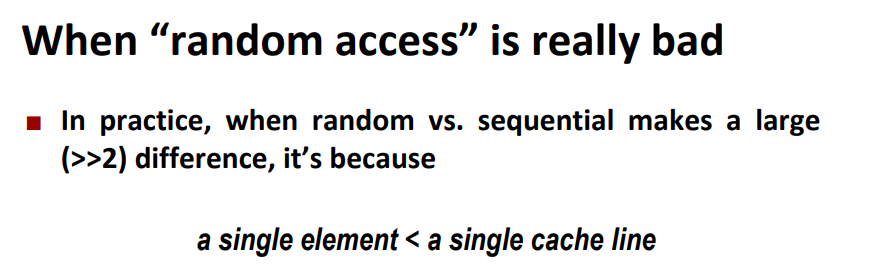 When “random access” is really bad
In practice, when random vs. sequential makes a large
(>>2) difference, it’s because
a single element < a single cache line